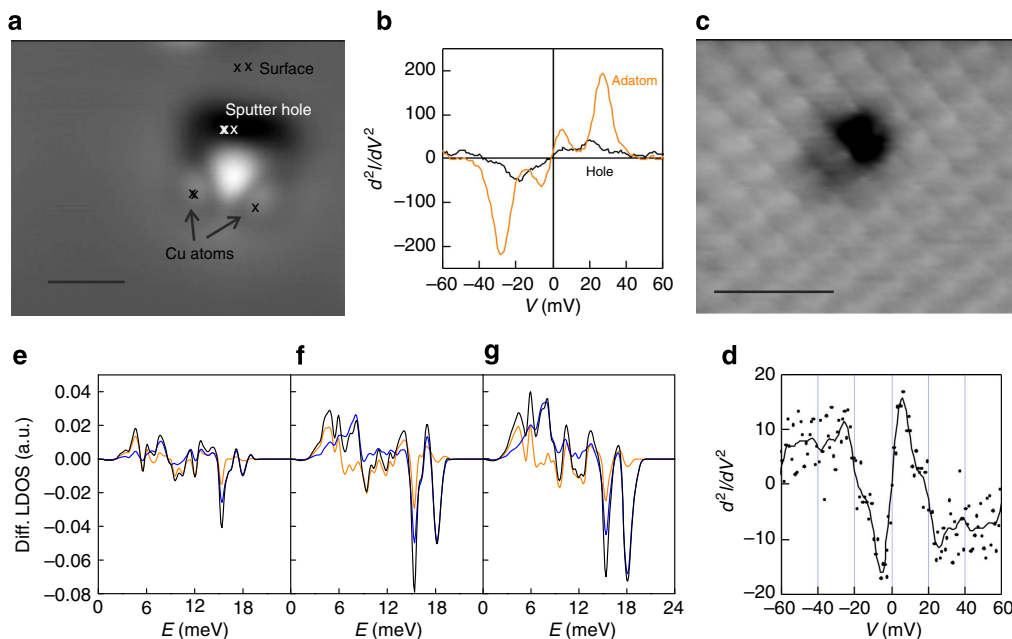 a
x x Surface
Sputter hole
x x
x
x
Cu atoms
b
200
100
0
−100
−200
d²I/dV²
Adatom
Hole
−60 −40 −20 0 20 40 60
V (mV)
c
e
f
g
0.04
0.02
0.00
−0.02
−0.04
−0.06
−0.08
Diff. LDOS (a.u.)
0 6 12 18 0 6 12 18 0 6 12 18 24
E (meV)
E (meV)
E (meV)
d
20
10
0
−10
−20
d²I/dV²
−60 −40 −20 0 20 40 60
V (mV)